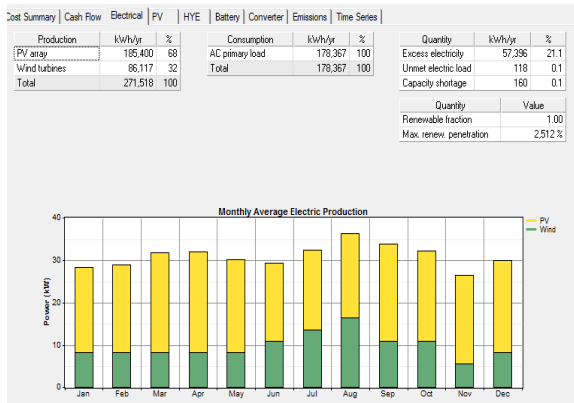 Cost Summary Cash Flow Electrical PV HYE Battery Converter Emissions Time Series
Production kWh/yr %
PV array 185,400 68
Wind turbines 86,117 32
Total 271,518 100
Consumption kWh/yr %
AC primary load 178,367 100
Total 178,367 100
Quantity kWh/yr %
Excess electricity 57,396 21.1
Unmet electric load 118 0.1
Capacity shortage 160 0.1
Quantity Value
Renewable fraction 1.00
Max. renew. penetration 2,512 %
Monthly Average Electric Production
Power (kW)
40
30
20
10
0
Jan Feb Mar Apr May Jun Jul Aug Sep Oct Nov Dec
PV
Wind